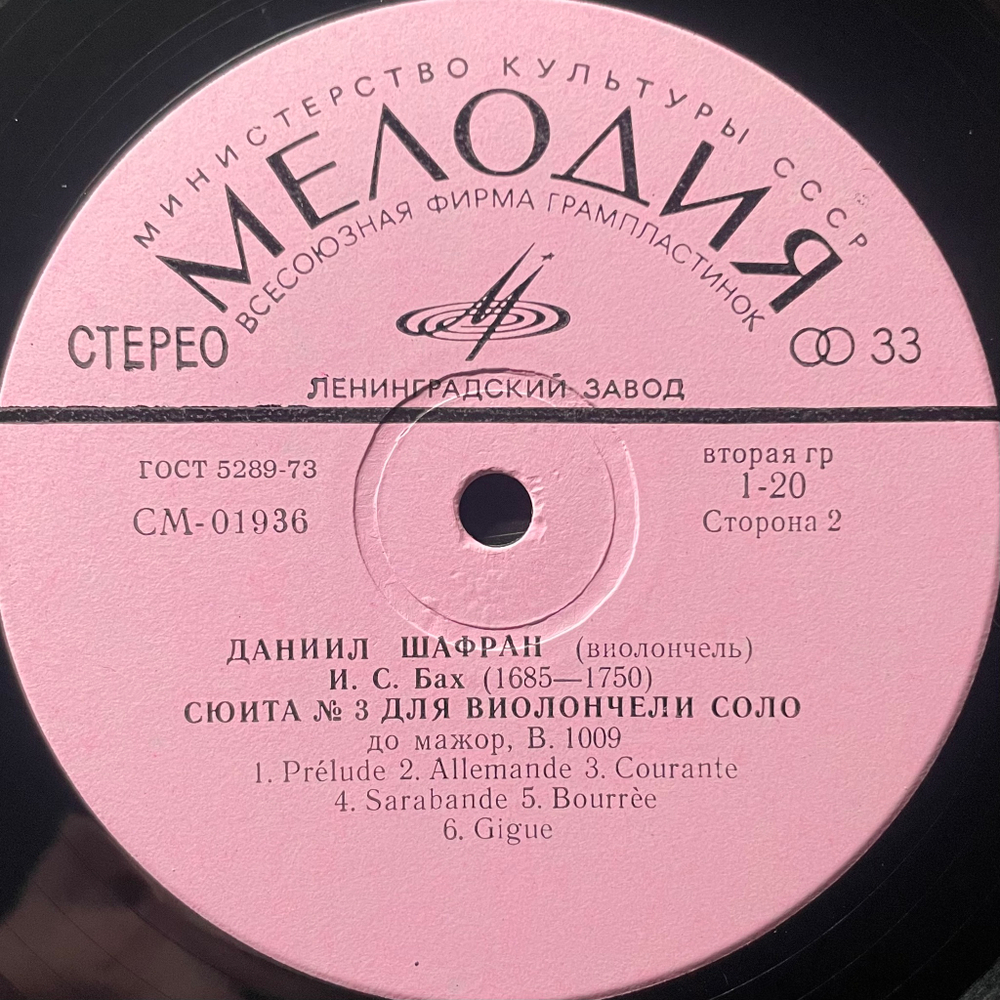 МИНИСТЕРСТВО КУЛЬТУРЫ СССР
МЕЛОДИЯ
ВСЕСОЮЗНАЯ ФИРМА ГРАМПЛАСТИНОК
СТЕРЕО
33
ЛЕНИНГРАДСКИЙ ЗАВОД
ГОСТ 5289-73
СМ-01936
вторая гр
1-20
Сторона 2
ДАНИИЛ ШАФРАН (виолончель)
И. С. Бах (1685—1750)
СЮИТА № 3 ДЛЯ ВИОЛОНЧЕЛИ СОЛО
до мажор, В. 1009
1. Prélude 2. Allemande 3. Courante
4. Sarabande 5. Bourrèe
6. Gigue